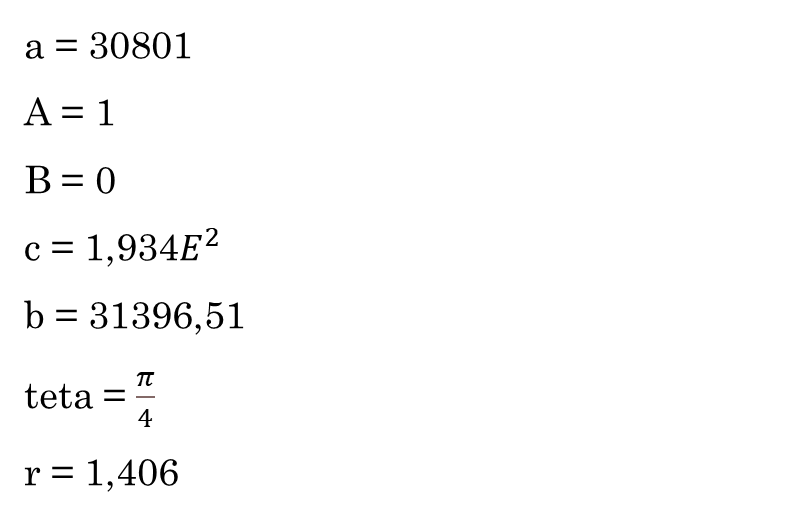 a = 30801
A = 1
B = 0
c = 1,934𝐸²
b = 31396,51
teta = π/4
r = 1,406